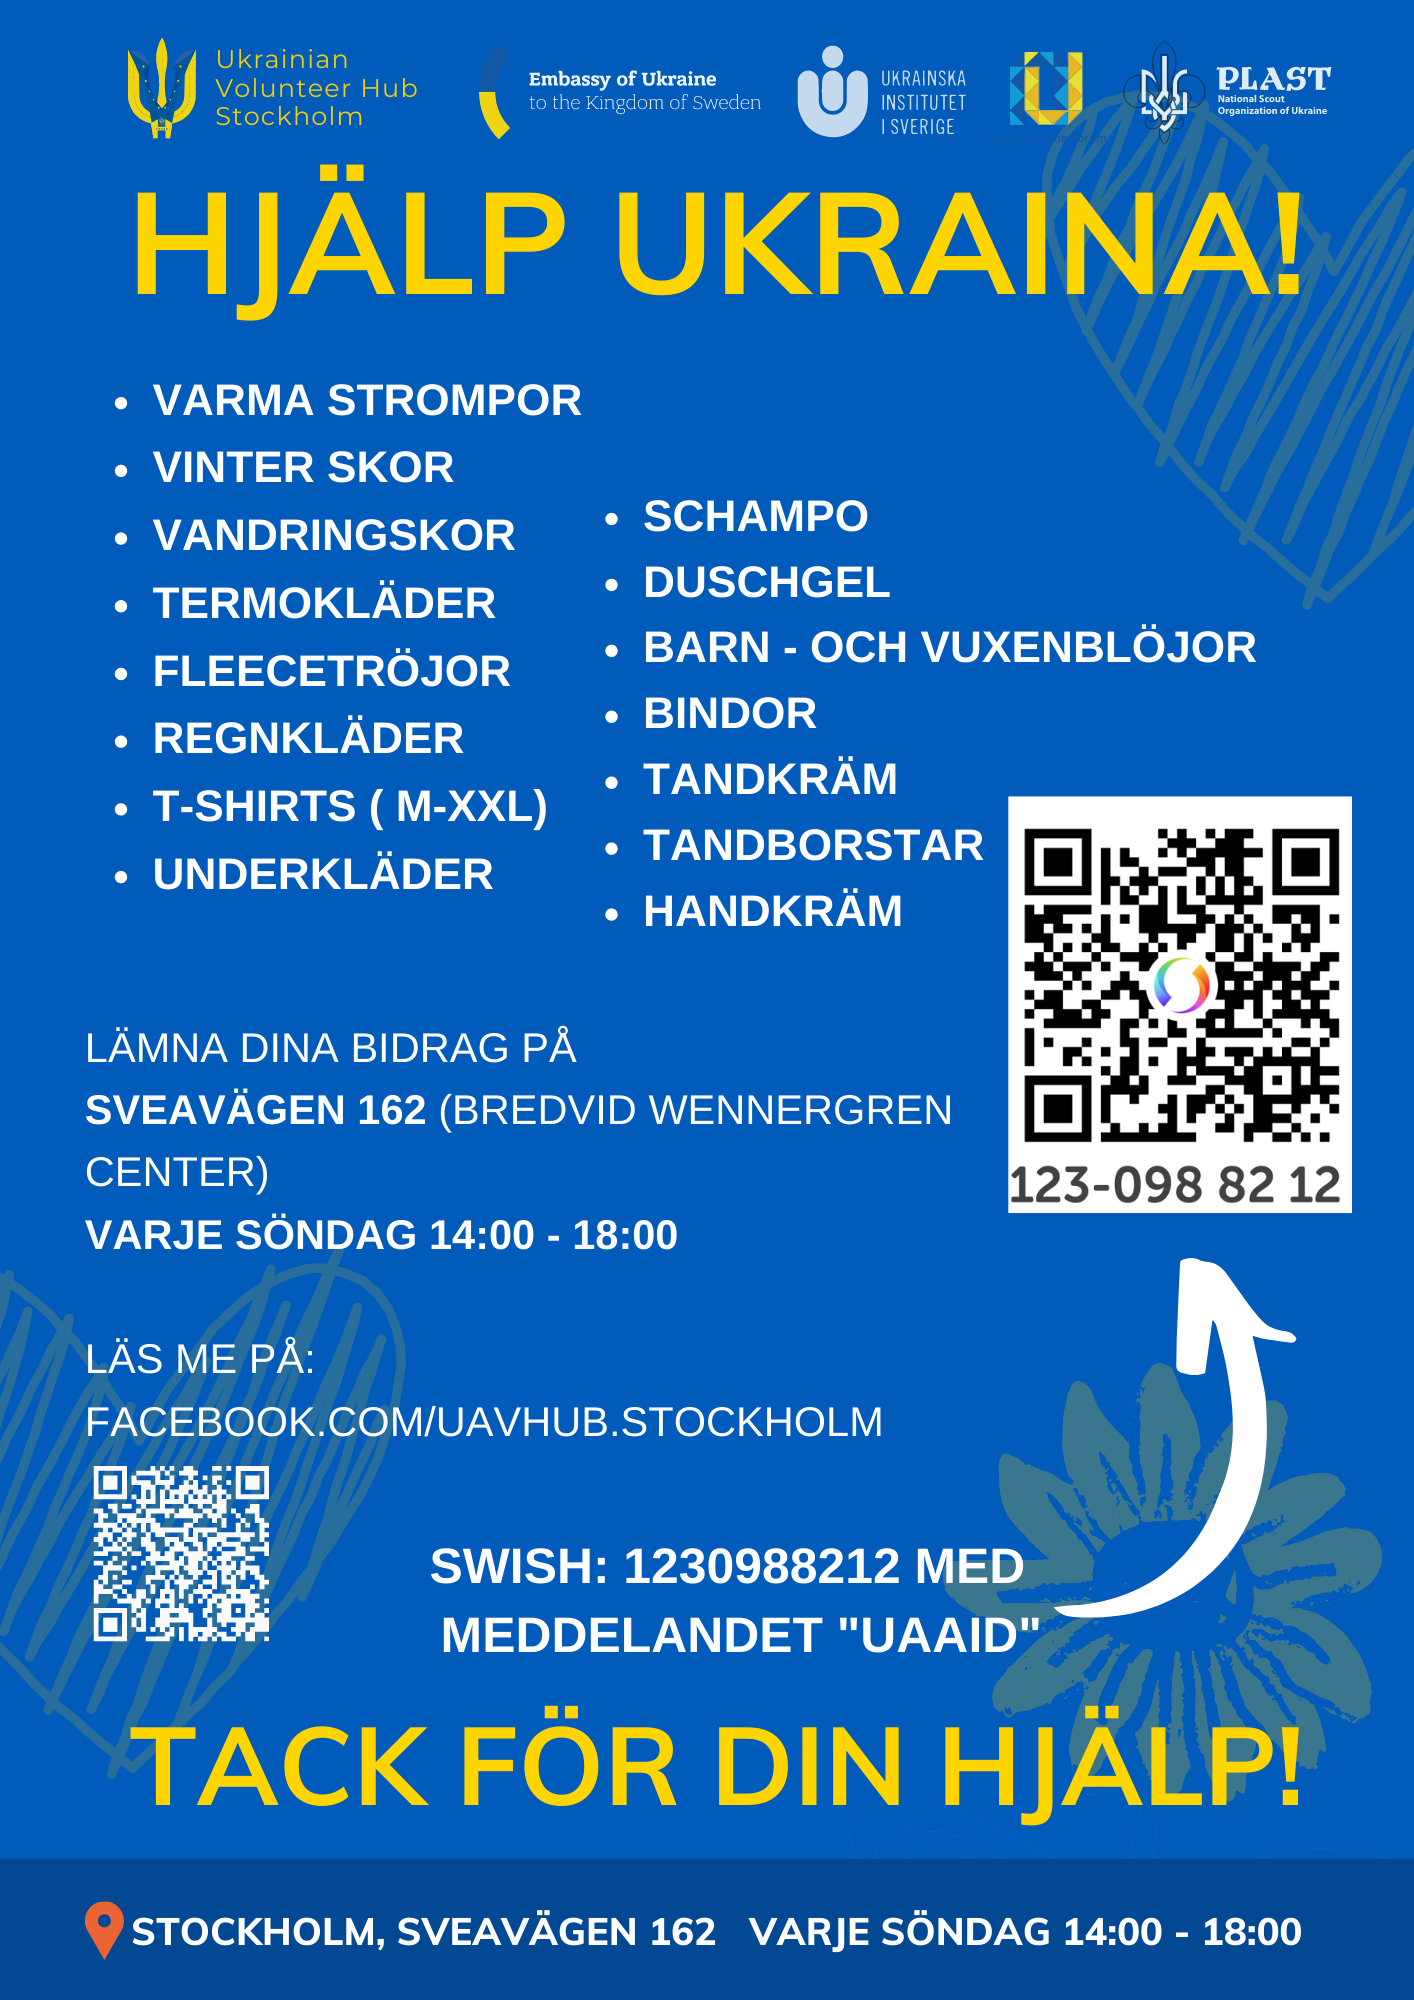 Ukrainian
Volunteer Hub
Stockholm
Embassy of Ukraine
to the Kingdom of Sweden
UKRAINSKA
INSTITUTET
I SVERIGE
PLAST
National Scout
Organization of Ukraine
HJÄLP UKRAINA!
VARMA STROMPOR
VINTER SKOR
VANDRINGSKOR
TERMOKLÄDER
FLEECETRÖJOR
REGNKLÄDER
T-SHIRTS ( M-XXL)
UNDERKLÄDER
SCHAMPO
DUSCHGEL
BARN - OCH VUXENBLÖJOR
BINDOR
TANDKRÄM
TANDBORSTAR
HANDKRÄM
123-098 82 12
LÄMNA DINA BIDRAG PÅ
SVEAVÄGEN 162 (BREDVID WENNERGREN
CENTER)
VARJE SÖNDAG 14:00 - 18:00
LÄS ME PÅ:
FACEBOOK.COM/UAVHUB.STOCKHOLM
SWISH: 1230988212 MED
MEDDELANDET "UAAID"
TACK FÖR DIN HJÄLP!
STOCKHOLM, SVEAVÄGEN 162 VARJE SÖNDAG 14:00 - 18:00